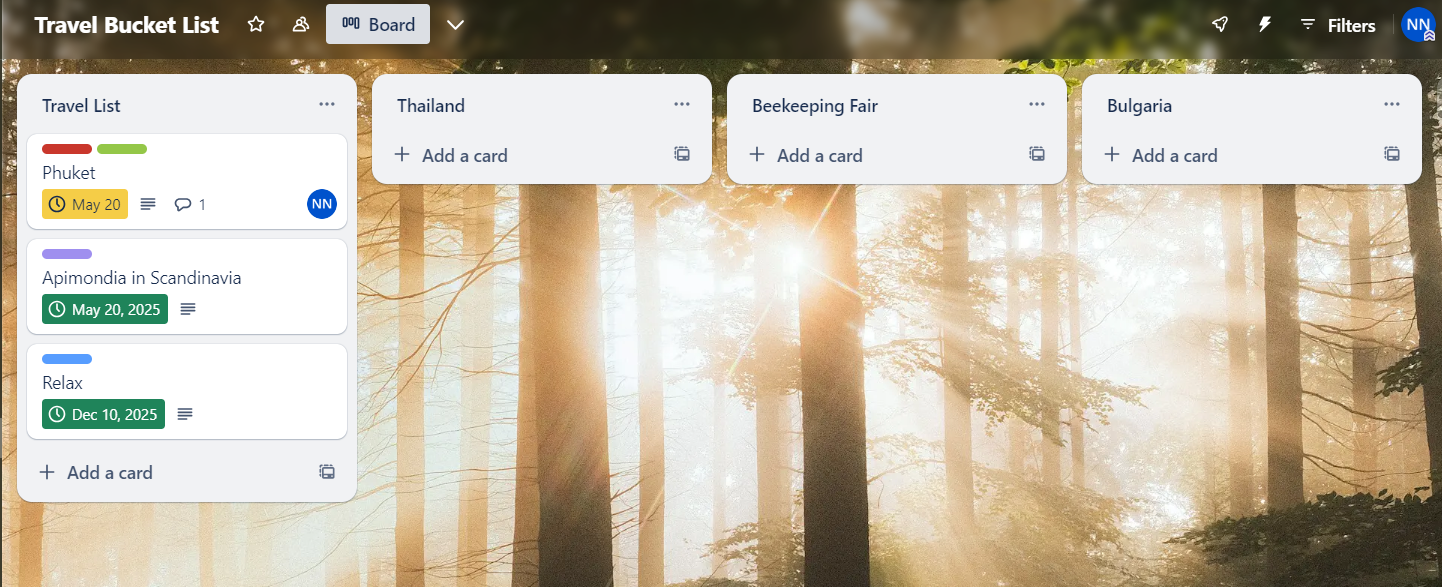 Travel Bucket List
Board
Filters
NN
Travel List
Phuket
May 20
1
NN
Apimondia in Scandinavia
May 20, 2025
Relax
Dec 10, 2025
Add a card
Thailand
Add a card
Beekeeping Fair
Add a card
Bulgaria
Add a card